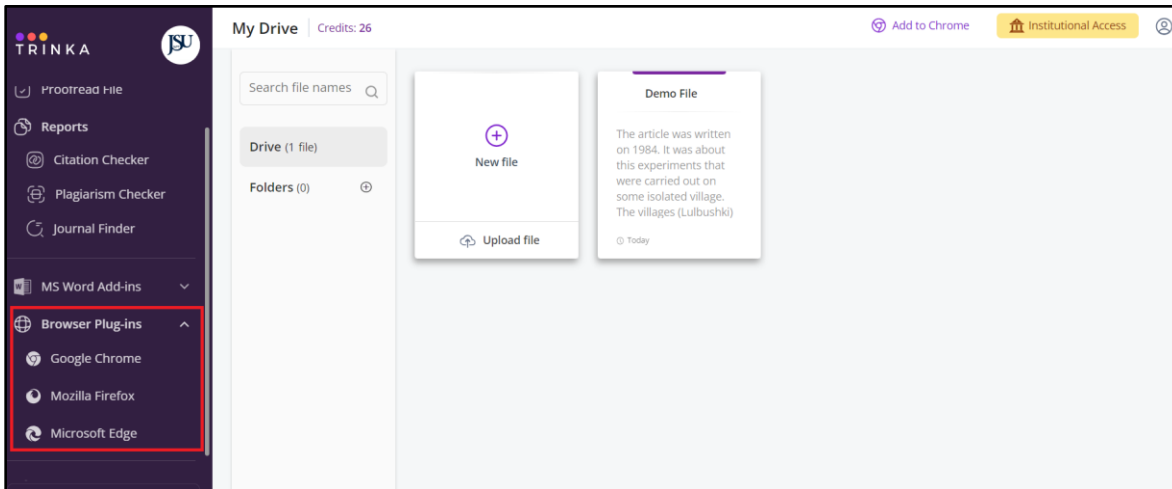 TRINKA
JSU
Proofread File
Reports
Citation Checker
Plagiarism Checker
Journal Finder
MS Word Add-ins
Browser Plug-ins
Google Chrome
Mozilla Firefox
Microsoft Edge
My Drive
Credits: 26
Add to Chrome
Institutional Access
Search file names
Drive (1 file)
Folders (0)
New file
Upload file
Demo File
The article was written
on 1984. It was about
this experiments that
were carried out on
some isolated village.
The villages (Lulbushki)
Today